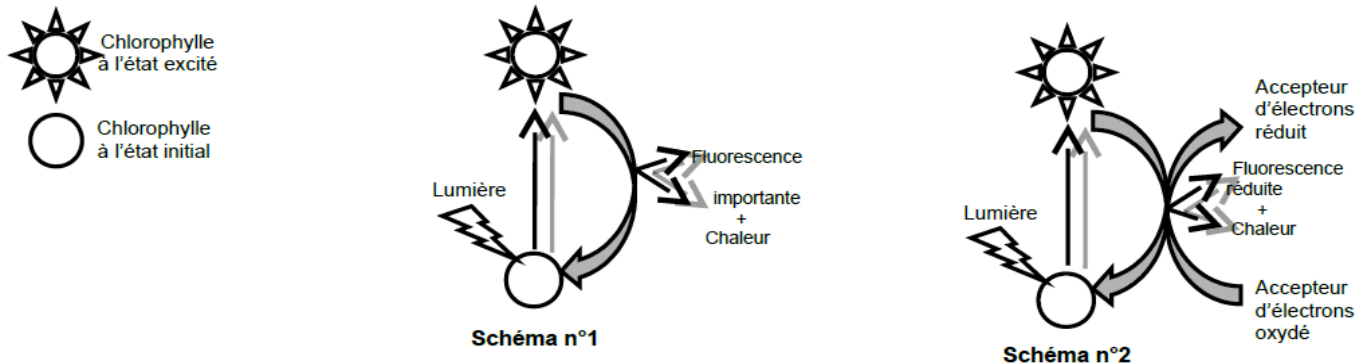 Chlorophylle
à l'état excité
Chlorophylle
à l'état initial
Lumière
Fluorescence
importante
+
Chaleur
Schéma n°1
Lumière
Accepteur
d'électrons
réduit
Fluorescence
réduite
+
Chaleur
Accepteur
d'électrons
oxydé
Schéma n°2